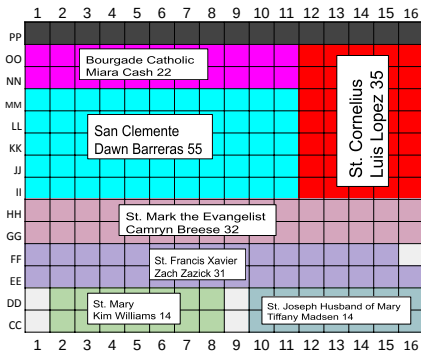 1 2 3 4 5 6 7 8 9 10 11 12 13 14 15 16
PP
OO
NN
MM
LL
KK
JJ
II
HH
GG
FF
EE
DD
CC
Bourgade Catholic
Miara Cash 22
St. Cornelius
Luis Lopez 35
San Clemente
Dawn Barreras 55
St. Mark the Evangelist
Camryn Breese 32
St. Francis Xavier
Zach Zazick 31
St. Mary
Kim Williams 14
St. Joseph Husband of Mary
Tiffany Madsen 14
1 2 3 4 5 6 7 8 9 10 11 12 13 14 15 16